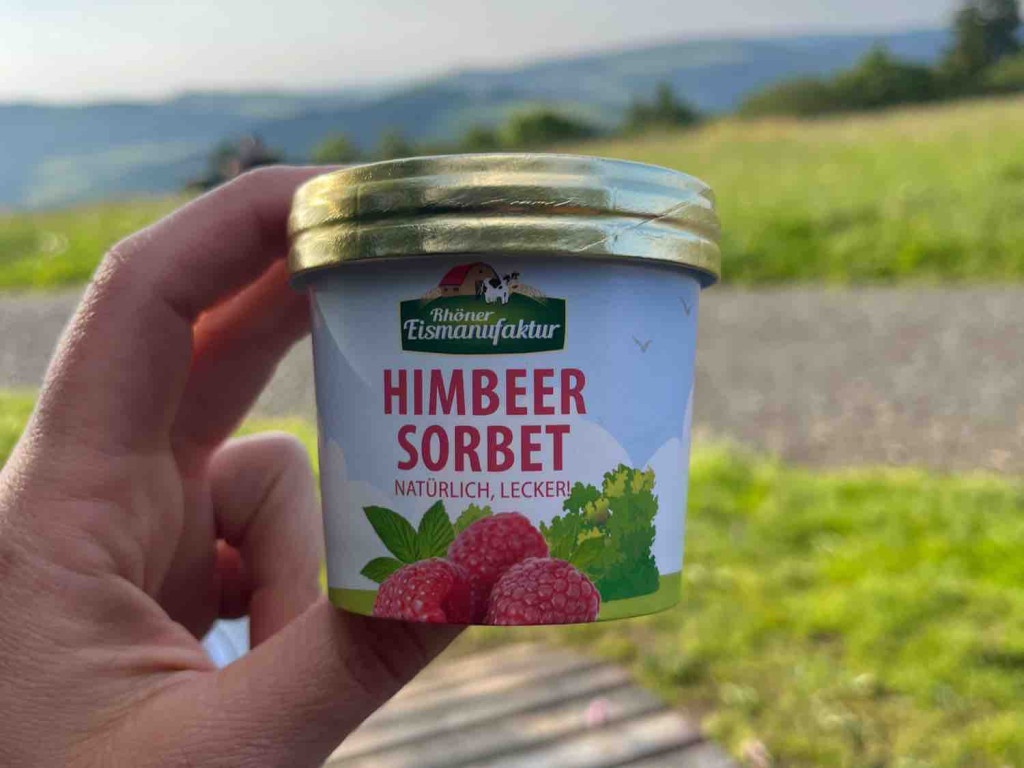 Rhöner
Eismanufaktur
HIMBEER
SORBET
NATÜRLICH, LECKER!